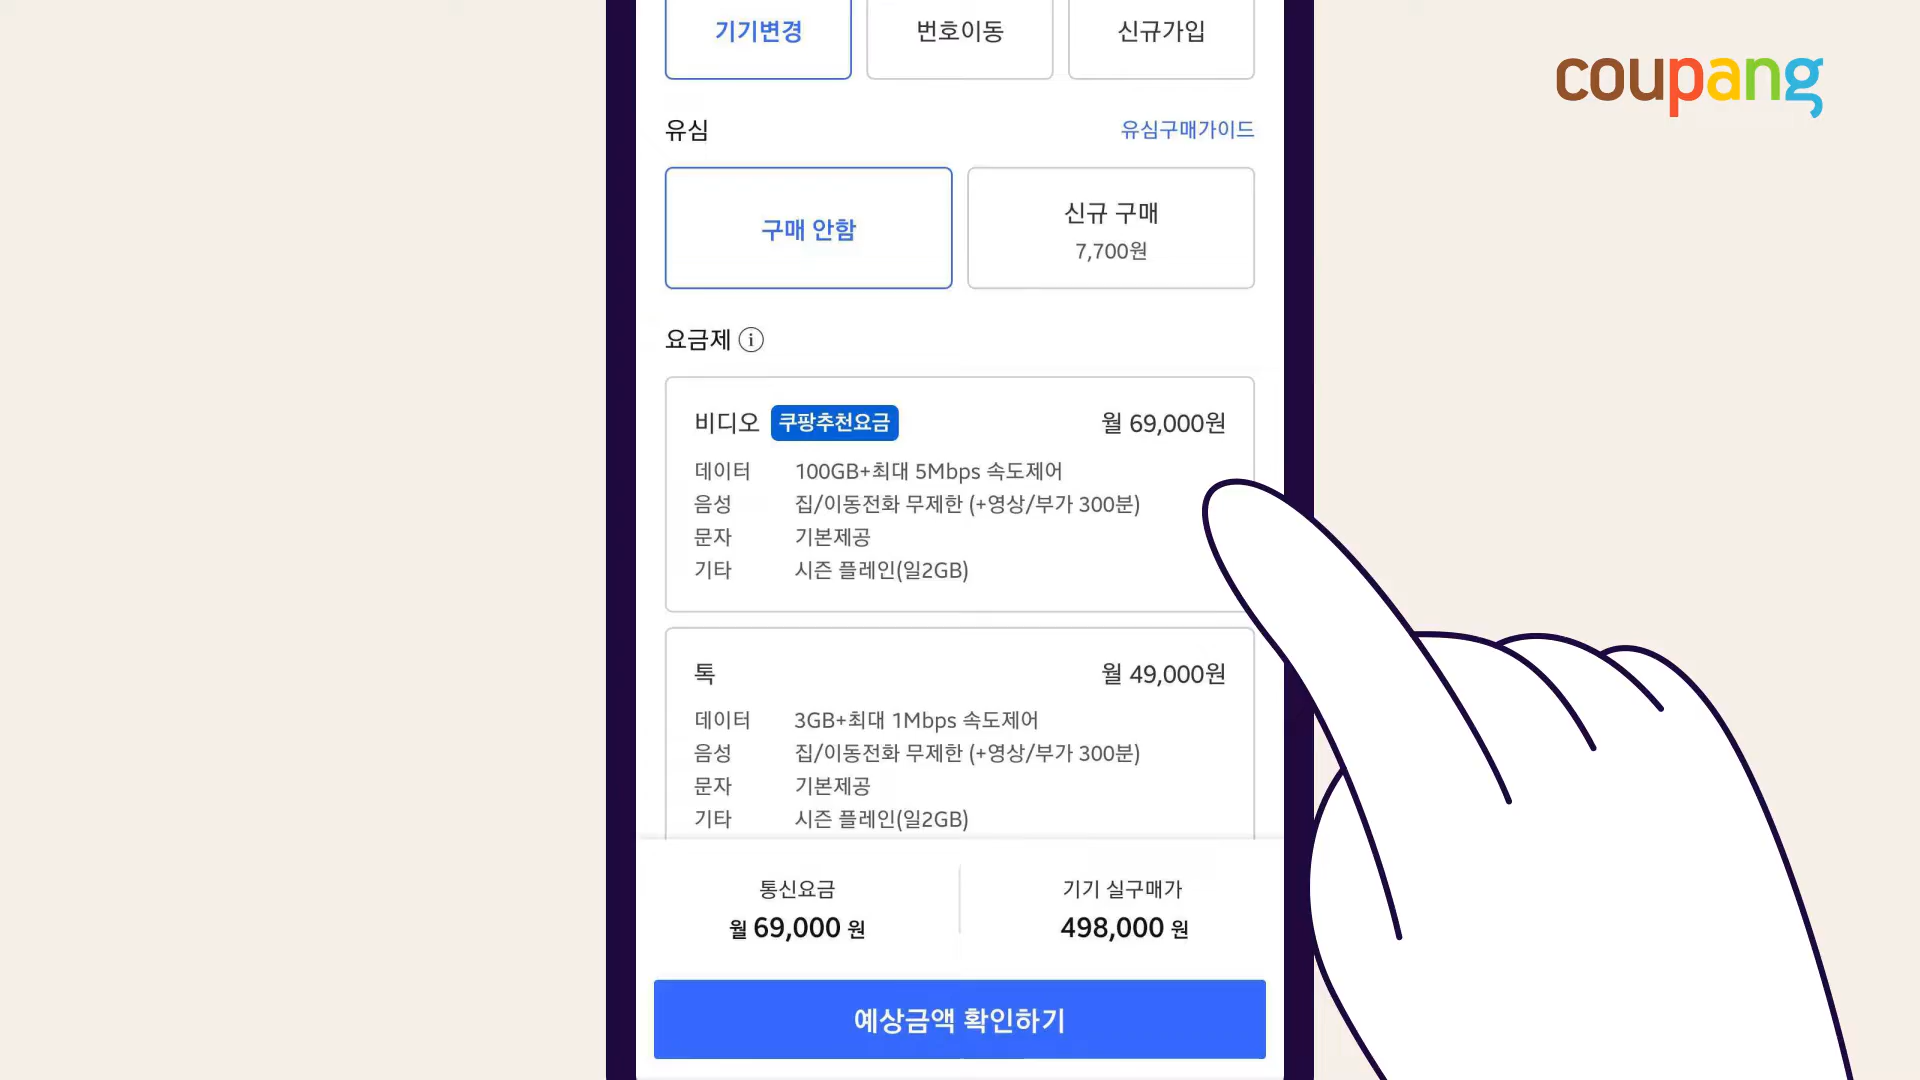 기기변경 번호이동 신규가입
coupang
유심 유심구매가이드
구매 안함 신규 구매
7,700원
요금제 i
비디오 쿠팡추천요금 월 69,000원
데이터 100GB+최대 5Mbps 속도제어
음성 집/이동전화 무제한 (+영상/부가 300분)
문자 기본제공
기타 시즌 플레인(일2GB)
톡 월 49,000원
데이터 3GB+최대 1Mbps 속도제어
음성 집/이동전화 무제한 (+영상/부가 300분)
문자 기본제공
기타 시즌 플레인(일2GB)
통신요금 기기 실구매가
월 69,000 원 498,000 원
예상금액 확인하기